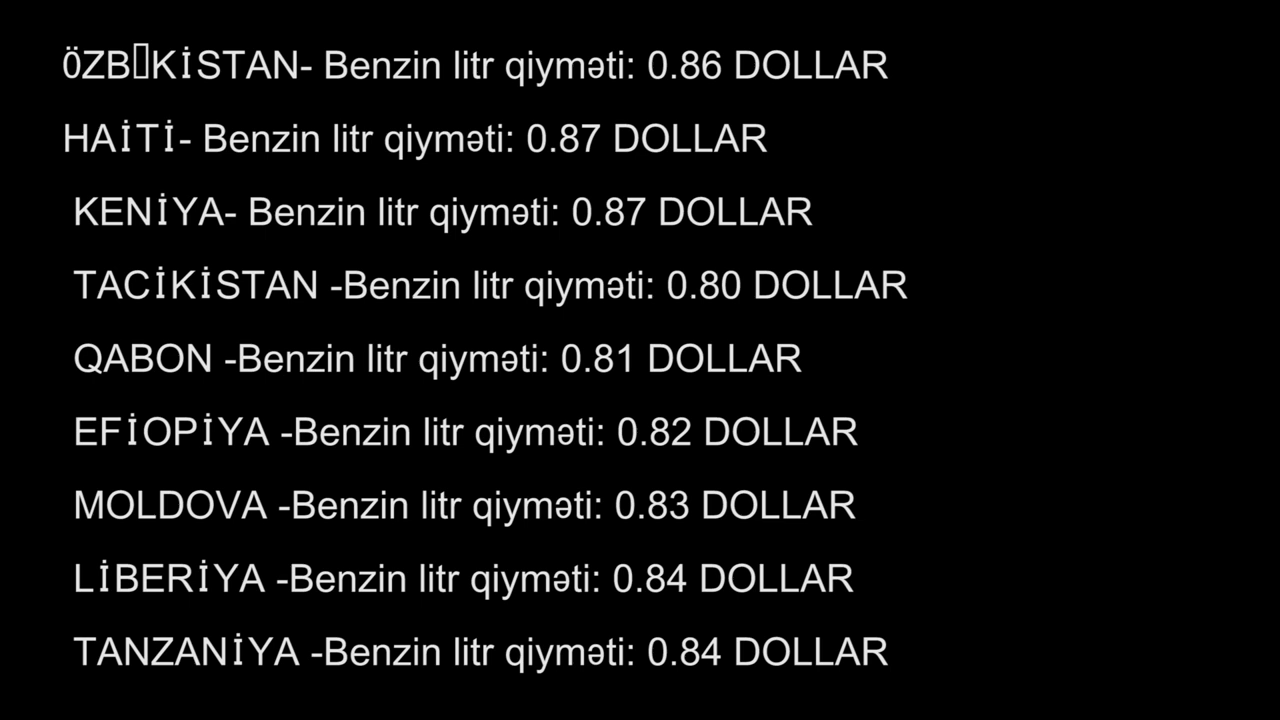 ÖZB▯KİSTAN- Benzin litr qiyməti: 0.86 DOLLAR
HAİTİ- Benzin litr qiyməti: 0.87 DOLLAR
KENİYA- Benzin litr qiyməti: 0.87 DOLLAR
TACİKİSTAN -Benzin litr qiyməti: 0.80 DOLLAR
QABON -Benzin litr qiyməti: 0.81 DOLLAR
EFİOPİYA -Benzin litr qiyməti: 0.82 DOLLAR
MOLDOVA -Benzin litr qiyməti: 0.83 DOLLAR
LİBERİYA -Benzin litr qiyməti: 0.84 DOLLAR
TANZANİYA -Benzin litr qiyməti: 0.84 DOLLAR